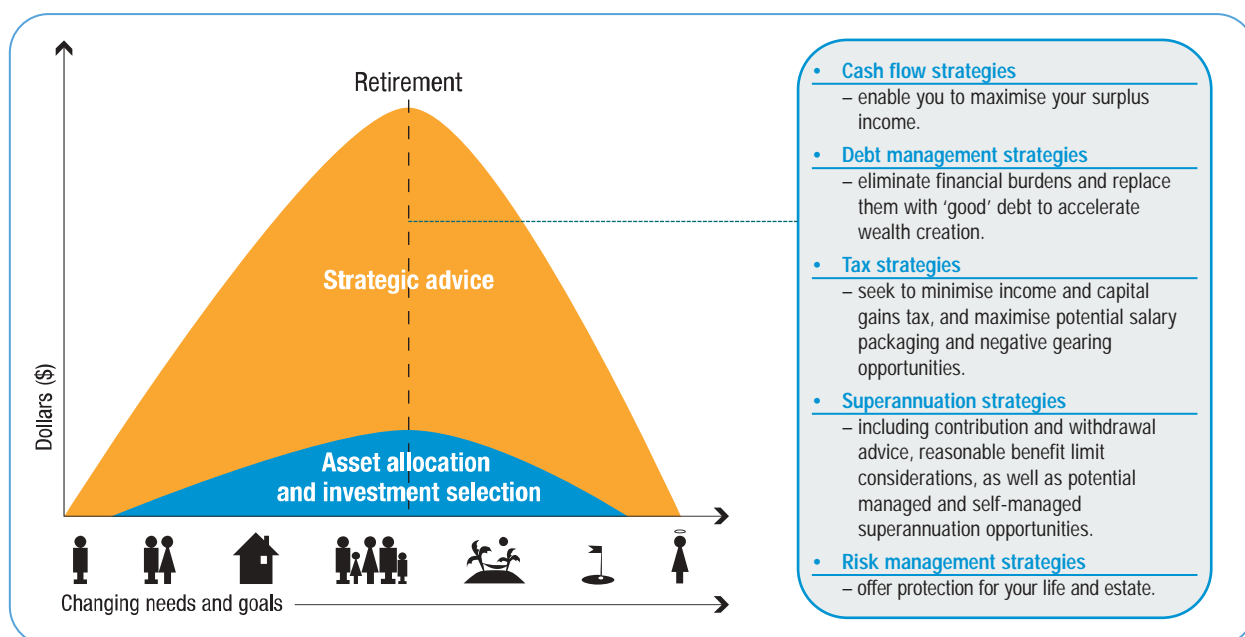 Retirement
Strategic advice
Asset allocation
and investment selection
Dollars ($)
Changing needs and goals
• Cash flow strategies
– enable you to maximise your surplus
income.
• Debt management strategies
– eliminate financial burdens and replace
them with ‘good’ debt to accelerate
wealth creation.
• Tax strategies
– seek to minimise income and capital
gains tax, and maximise potential salary
packaging and negative gearing
opportunities.
• Superannuation strategies
– including contribution and withdrawal
advice, reasonable benefit limit
considerations, as well as potential
managed and self-managed
superannuation opportunities.
• Risk management strategies
– offer protection for your life and estate.